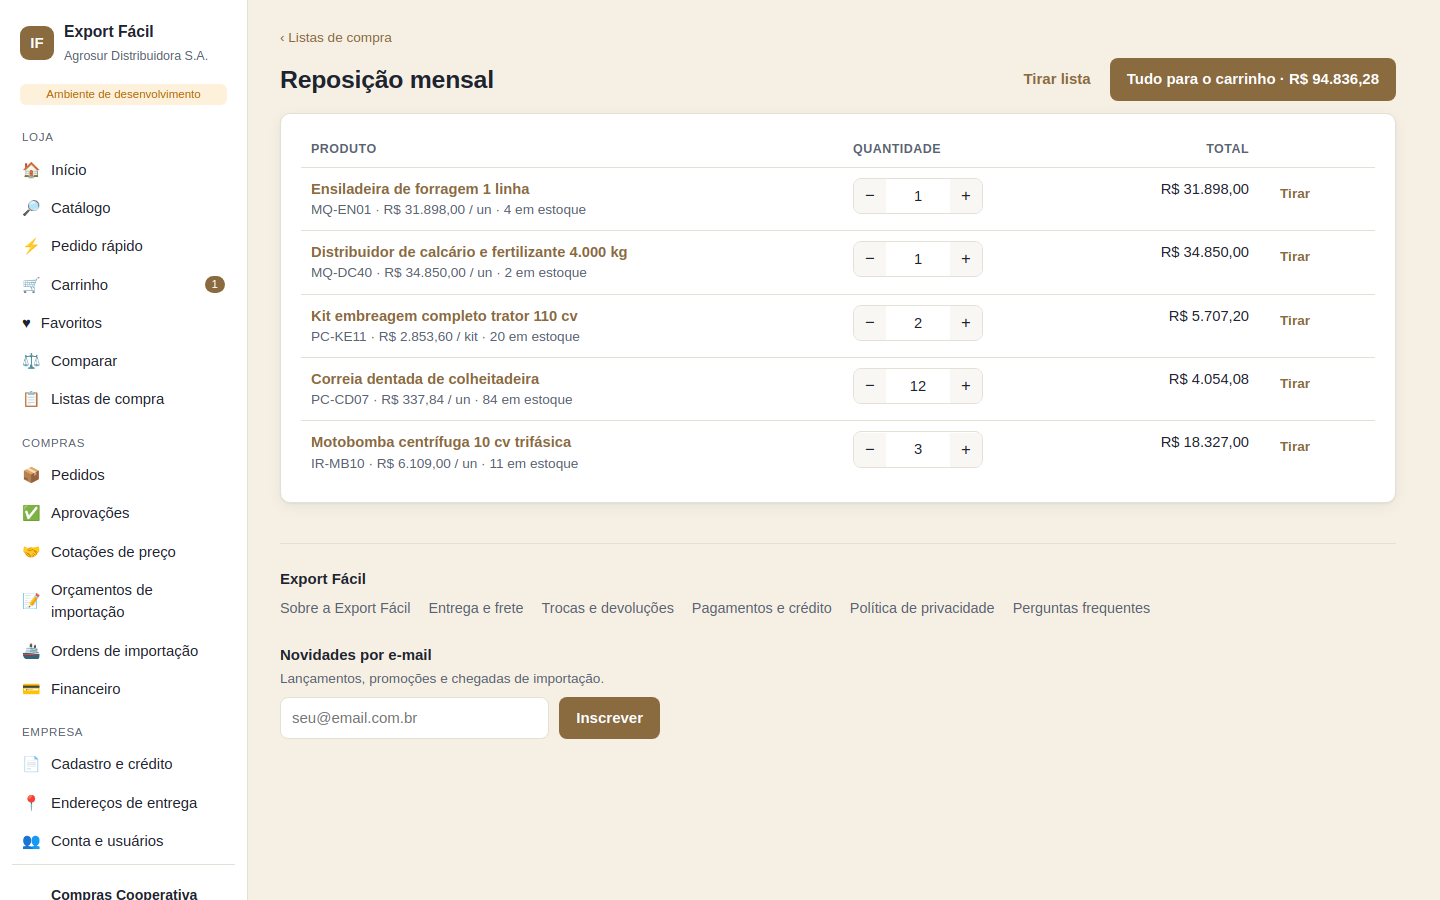 IF
Export Fácil
Agrosur Distribuidora S.A.
Ambiente de desenvolvimento
LOJA
Início
Catálogo
Pedido rápido
Carrinho 1
Favoritos
Comparar
Listas de compra
COMPRAS
Pedidos
Aprovações
Cotações de preço
Orçamentos de
importação
Ordens de importação
Financeiro
EMPRESA
Cadastro e crédito
Endereços de entrega
Conta e usuários
Compras Cooperativa
‹ Listas de compra
Reposição mensal
Tirar lista
Tudo para o carrinho · R$ 94.836,28
PRODUTO QUANTIDADE TOTAL
Ensiladeira de forragem 1 linha
MQ-EN01 · R$ 31.898,00 / un · 4 em estoque
− 1 + R$ 31.898,00 Tirar
Distribuidor de calcário e fertilizante 4.000 kg
MQ-DC40 · R$ 34.850,00 / un · 2 em estoque
− 1 + R$ 34.850,00 Tirar
Kit embreagem completo trator 110 cv
PC-KE11 · R$ 2.853,60 / kit · 20 em estoque
− 2 + R$ 5.707,20 Tirar
Correia dentada de colheitadeira
PC-CD07 · R$ 337,84 / un · 84 em estoque
− 12 + R$ 4.054,08 Tirar
Motobomba centrífuga 10 cv trifásica
IR-MB10 · R$ 6.109,00 / un · 11 em estoque
− 3 + R$ 18.327,00 Tirar
Export Fácil
Sobre a Export Fácil Entrega e frete Trocas e devoluções Pagamentos e crédito Política de privacidade Perguntas frequentes
Novidades por e-mail
Lançamentos, promoções e chegadas de importação.
seu@email.com.br
Inscrever